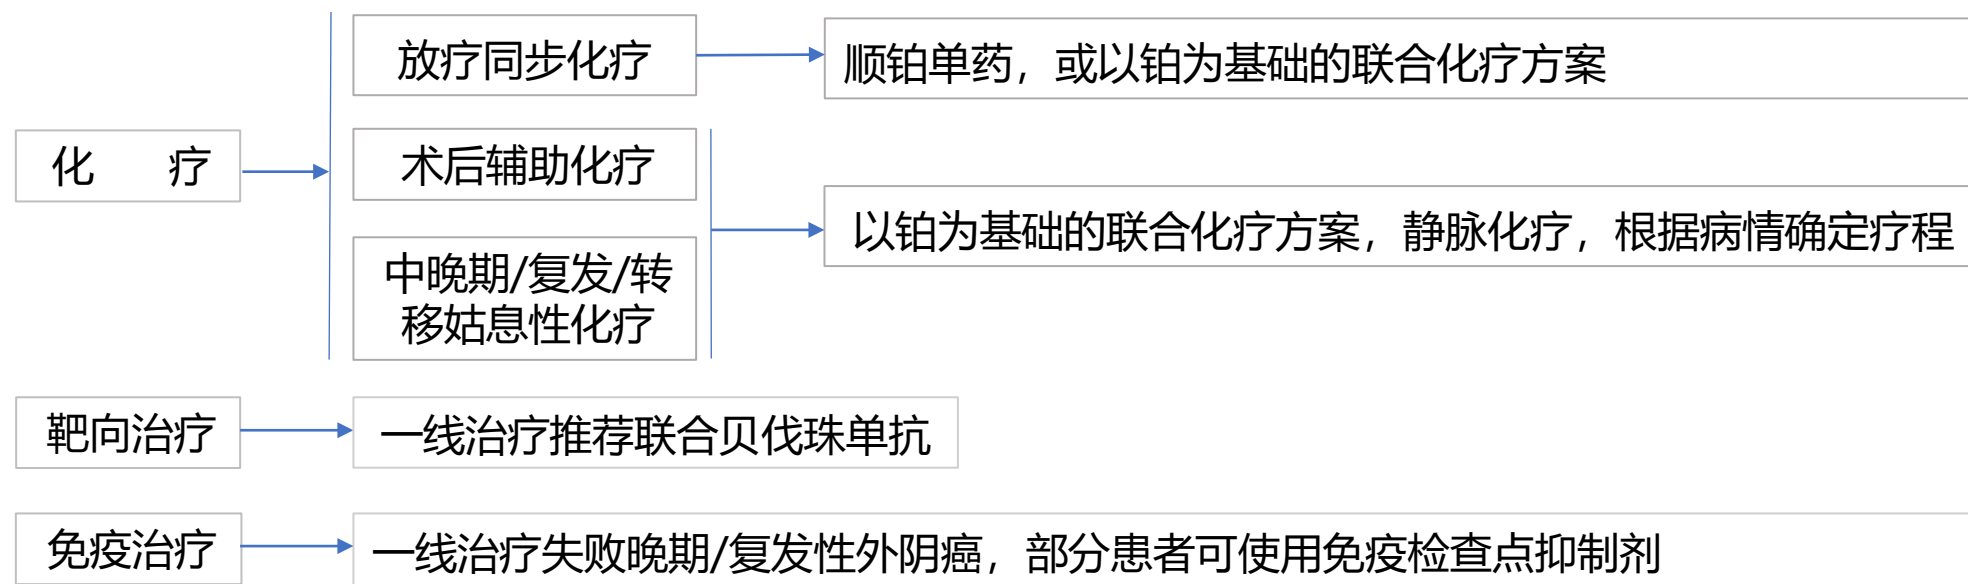 放疗同步化疗
顺铂单药，或以铂为基础的联合化疗方案
化 疗
术后辅助化疗
中晚期/复发/转
移姑息性化疗
以铂为基础的联合化疗方案，静脉化疗，根据病情确定疗程
靶向治疗
一线治疗推荐联合贝伐珠单抗
免疫治疗
一线治疗失败晚期/复发性外阴癌，部分患者可使用免疫检查点抑制剂